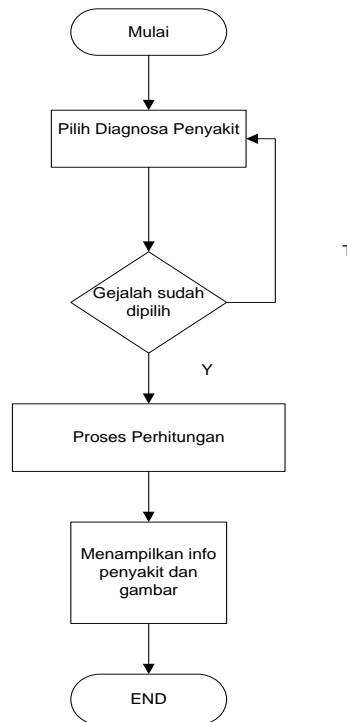 Mulai
Pilih Diagnosa Penyakit
T
Gejalah sudah
dipilih
Y
Proses Perhitungan
Menampilkan info
penyakit dan
gambar
END